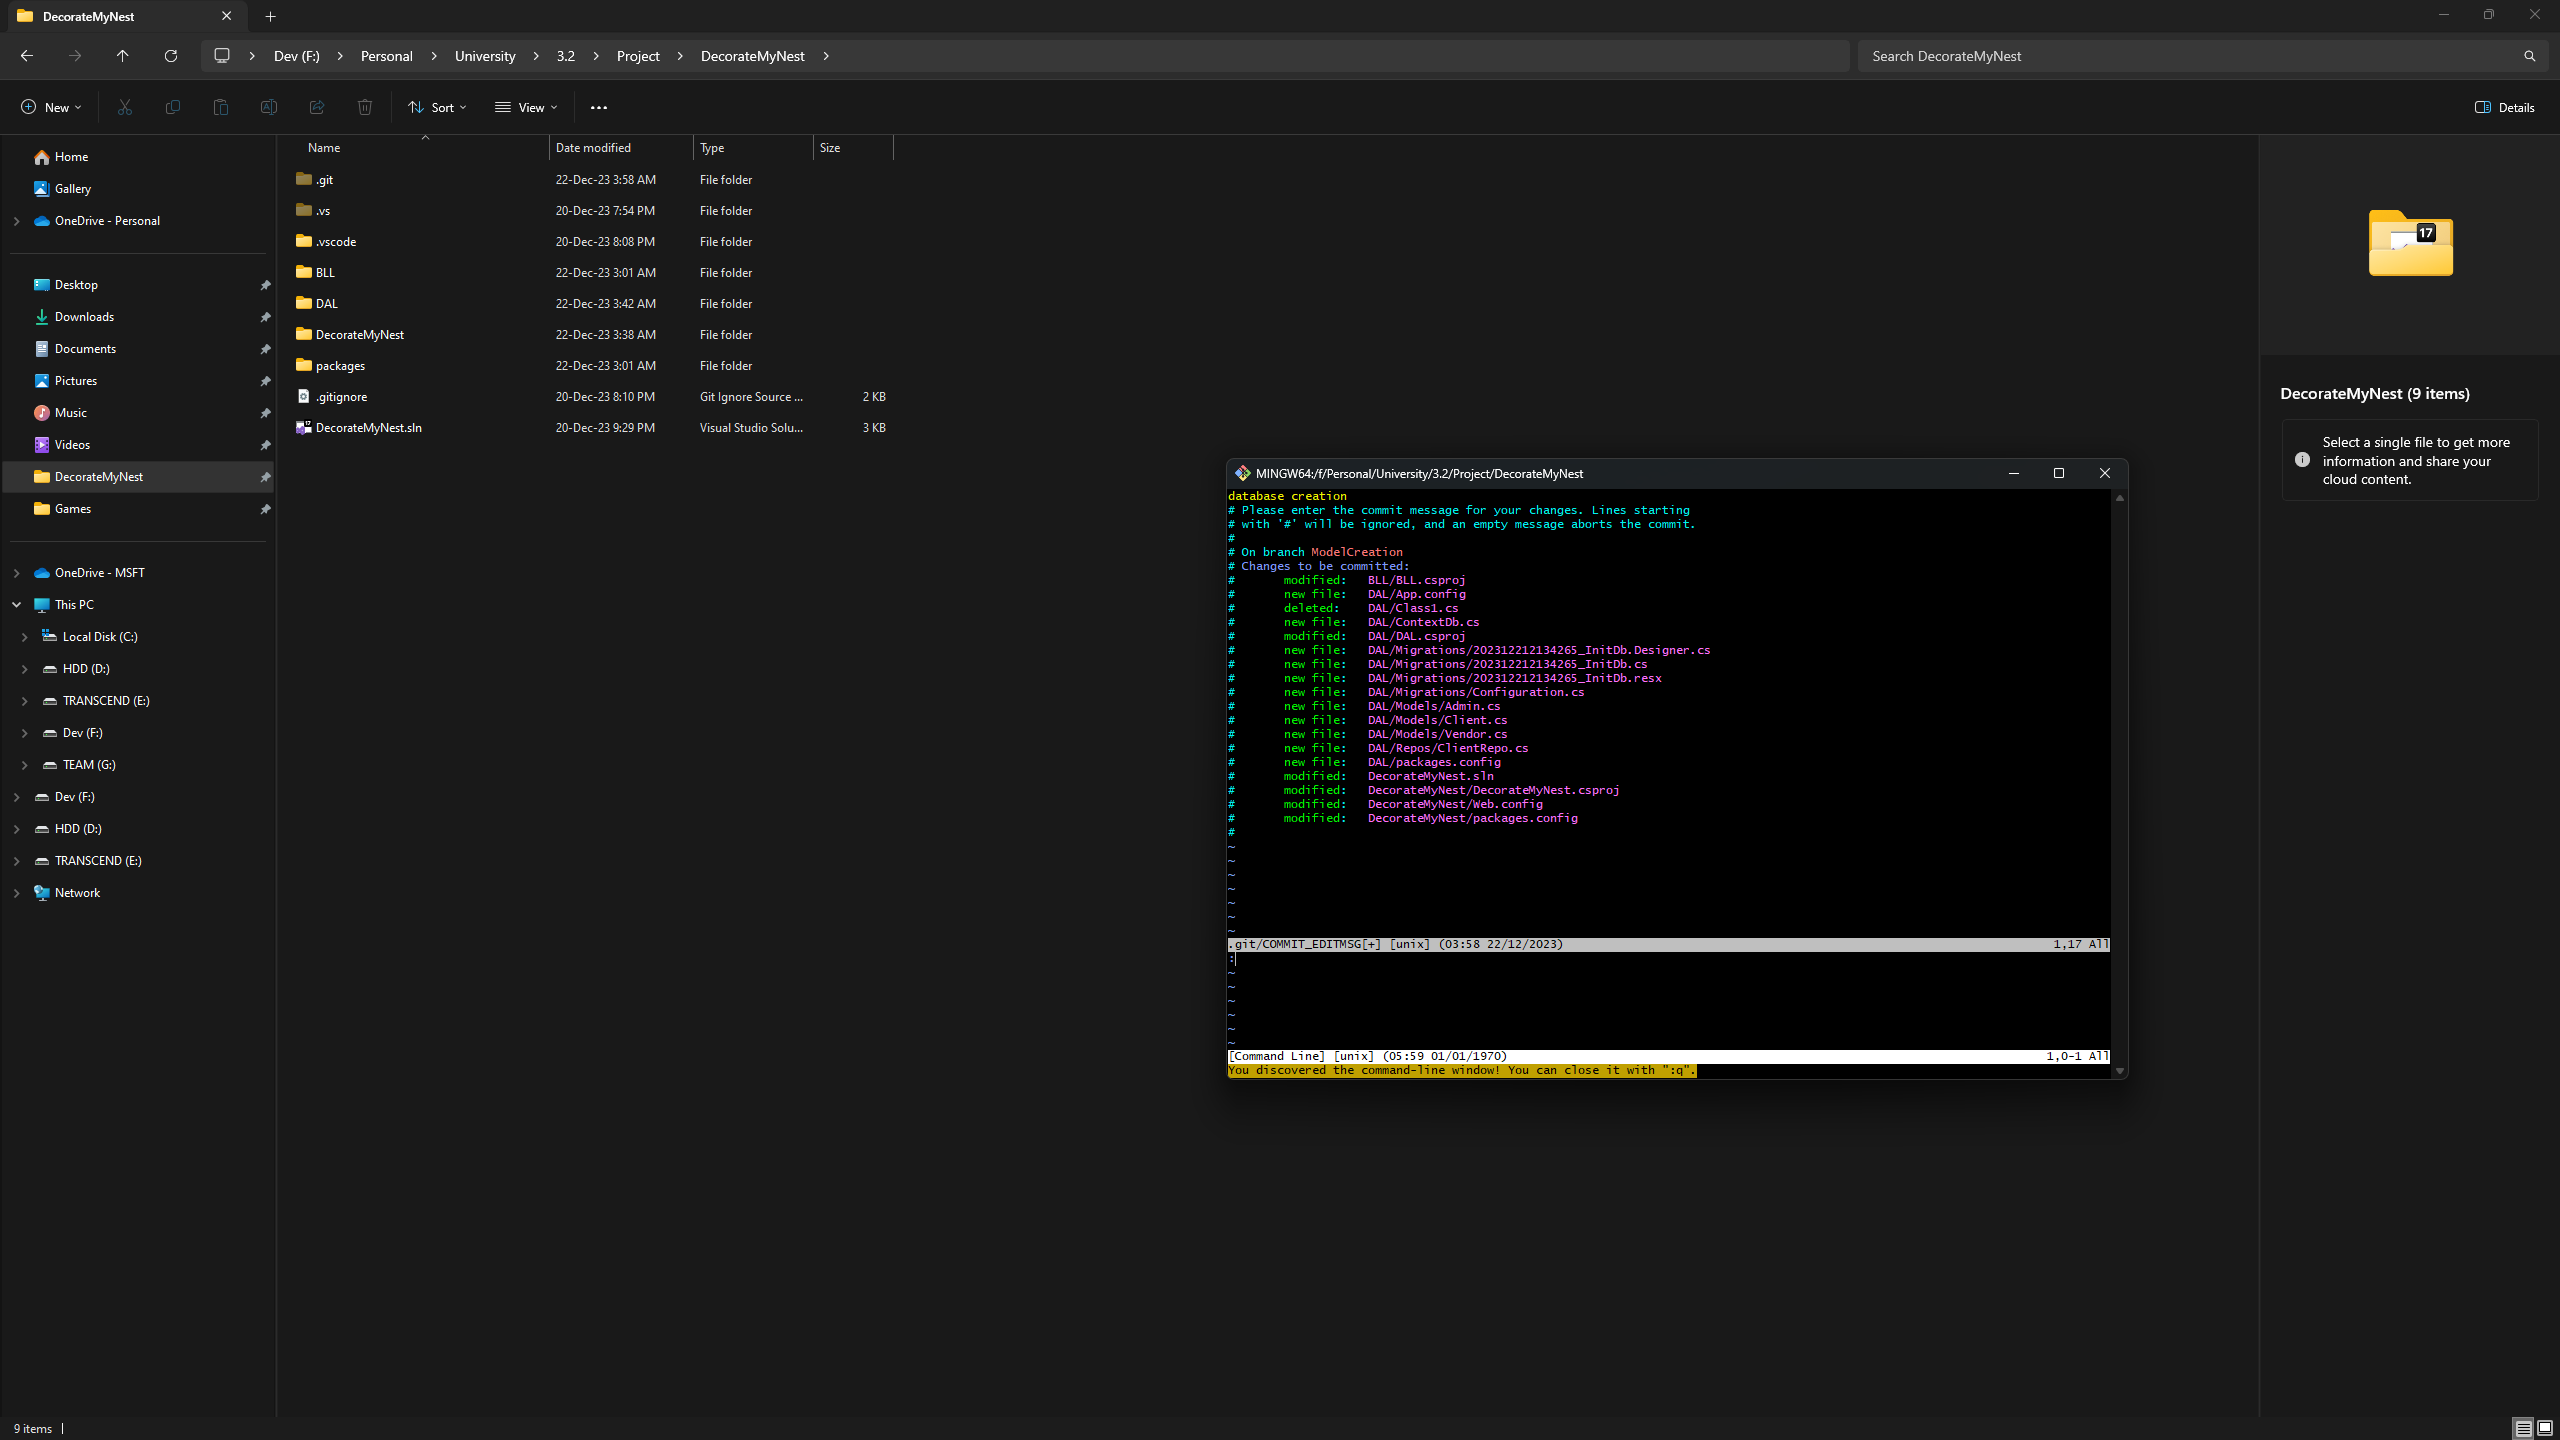 DecorateMyNest
Dev (F:) Personal University 3.2 Project DecorateMyNest
Search DecorateMyNest
New Sort View Details
Home
Gallery
OneDrive - Personal
Desktop
Downloads
Documents
Pictures
Music
Videos
DecorateMyNest
Games
OneDrive - MSFT
This PC
Local Disk (C:)
HDD (D:)
TRANSCEND (E:)
Dev (F:)
TEAM (G:)
Dev (F:)
HDD (D:)
TRANSCEND (E:)
Network
Name Date modified Type Size
.git 22-Dec-23 3:58 AM File folder
.vs 20-Dec-23 7:54 PM File folder
.vscode 20-Dec-23 8:08 PM File folder
BLL 22-Dec-23 3:01 AM File folder
DAL 22-Dec-23 3:42 AM File folder
DecorateMyNest 22-Dec-23 3:38 AM File folder
packages 22-Dec-23 3:01 AM File folder
.gitignore 20-Dec-23 8:10 PM Git Ignore Source ... 2 KB
DecorateMyNest.sln 20-Dec-23 9:29 PM Visual Studio Solu... 3 KB
17
DecorateMyNest (9 items)
Select a single file to get more
information and share your
cloud content.
MINGW64:/f/Personal/University/3.2/Project/DecorateMyNest
database creation
# Please enter the commit message for your changes. Lines starting
# with '#' will be ignored, and an empty message aborts the commit.
#
# On branch ModelCreation
# Changes to be committed:
#       modified:   BLL/BLL.csproj
#       new file:   DAL/App.config
#       deleted:    DAL/Class1.cs
#       new file:   DAL/ContextDb.cs
#       modified:   DAL/DAL.csproj
#       new file:   DAL/Migrations/202312212134265_InitDb.Designer.cs
#       new file:   DAL/Migrations/202312212134265_InitDb.cs
#       new file:   DAL/Migrations/202312212134265_InitDb.resx
#       new file:   DAL/Migrations/Configuration.cs
#       new file:   DAL/Models/Admin.cs
#       new file:   DAL/Models/Client.cs
#       new file:   DAL/Models/Vendor.cs
#       new file:   DAL/Repos/ClientRepo.cs
#       new file:   DAL/packages.config
#       modified:   DecorateMyNest.sln
#       modified:   DecorateMyNest/DecorateMyNest.csproj
#       modified:   DecorateMyNest/Web.config
#       modified:   DecorateMyNest/packages.config
#
~
~
~
~
~
~
~
.git/COMMIT_EDITMSG[+] [unix] (03:58 22/12/2023) 1,17 All
:
~
~
~
~
~
~
[Command Line] [unix] (05:59 01/01/1970) 1,0-1 All
You discovered the command-line window! You can close it with ":q".
9 items